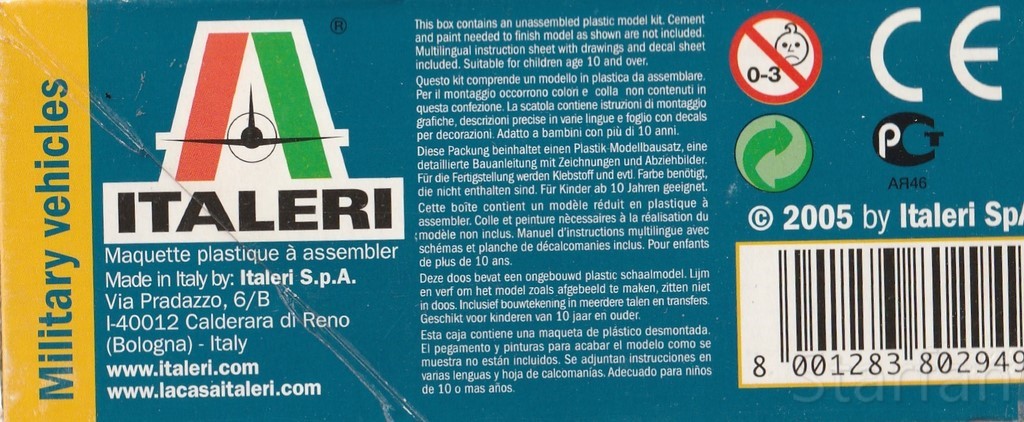 Military vehicles
®
ITALERI
Maquette plastique à assembler
Made in Italy by: Italeri S.p.A.
Via Pradazzo, 6/B
I-40012 Calderara di Reno
(Bologna) - Italy
www.italeri.com
www.lacasaitaleri.com
This box contains an unassembled plastic model kit. Cement
and paint needed to finish model as shown are not included.
Multilingual instruction sheet with drawings and decal sheet
included. Suitable for children age 10 and over.
Questo kit comprende un modello in plastica da assemblare.
Per il montaggio occorrono colori e colla non contenuti in
questa confezione. La scatola contiene istruzioni di montaggio
grafiche, descrizioni precise in varie lingue e foglio con decals
per decorazioni. Adatto a bambini con più di 10 anni.
Diese Packung beinhaltet einen Plastik-Modellbausatz, eine
detaillierte Bauanleitung mit Zeichnungen und Abziehbilder.
Für die Fertigstellung werden Klebstoff und evtl. Farbe benötigt,
die nicht enthalten sind. Für Kinder ab 10 Jahren geeignet.
Cette boîte contient un modèle réduit en plastique à
assembler. Colle et peinture nècessaires à la réalisation du
modèle non inclus. Manuel d'instructions multilingue avec
schémas et planche de décalcomanies inclus. Pour enfants
de plus de 10 ans.
Deze doos bevat een ongebouwd plastic schaalmodel. Lijm
en verf om het model zoals afgebeeld te maken, zitten niet
in doos. Inclusief bouwtekening in meerdere talen en transfers.
Geschikt voor kinderen van 10 jaar en ouder.
Esta caja contiene una maqueta de plástico desmontada.
El pegamento y pinturas para acabar el modelo como se
muestra no están incluidos. Se adjuntan instrucciones en
varias lenguas y hoja de calcomanías. Adecuado para niños
de 10 o mas años.
0-3
CE
РСТ
АЯ46
© 2005 by Italeri SpA
8 001283 802949